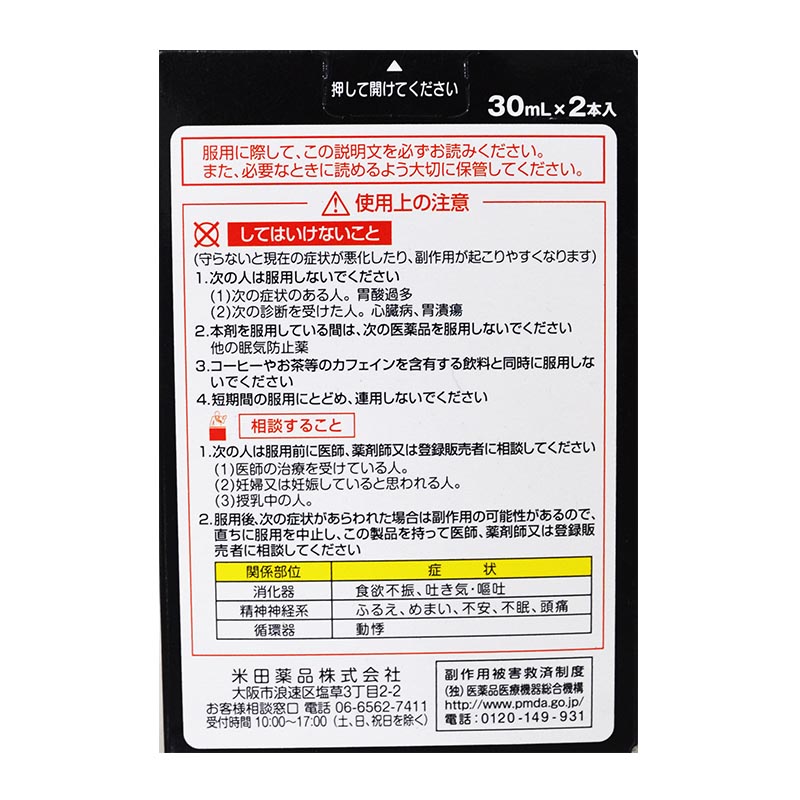 押して開けてください
30mL×2本入
服用に際して、この説明文を必ずお読みください。
また、必要なときに読めるよう大切に保管してください。
使用上の注意
してはいけないこと
(守らないと現在の症状が悪化したり、副作用が起こりやすくなります)
1.次の人は服用しないでください
(1)次の症状のある人。胃酸過多
(2)次の診断を受けた人。心臓病、胃潰瘍
2.本剤を服用している間は、次の医薬品を服用しないでください
他の眠気防止薬
3.コーヒーやお茶等のカフェインを含有する飲料と同時に服用しな
いでください
4.短期間の服用にとどめ、連用しないでください
相談すること
1.次の人は服用前に医師、薬剤師又は登録販売者に相談してください
(1)医師の治療を受けている人。
(2)妊婦又は妊娠していると思われる人。
(3)授乳中の人。
2.服用後、次の症状があらわれた場合は副作用の可能性があるので、
直ちに服用を中止し、この製品を持って医師、薬剤師又は登録販
売者に相談してください
関係部位 症状
消化器 食欲不振、吐き気・嘔吐
精神神経系 ふるえ、めまい、不安、不眠、頭痛
循環器 動悸
米田薬品株式会社
大阪市浪速区塩草3丁目2-2
お客様相談窓口 電話 06-6562-7411
受付時間 10:00~17:00 (土、日、祝日を除く)
副作用被害救済制度
(独)医薬品医療機器総合機構
http://www.pmda.go.jp/
電話:0120-149-931